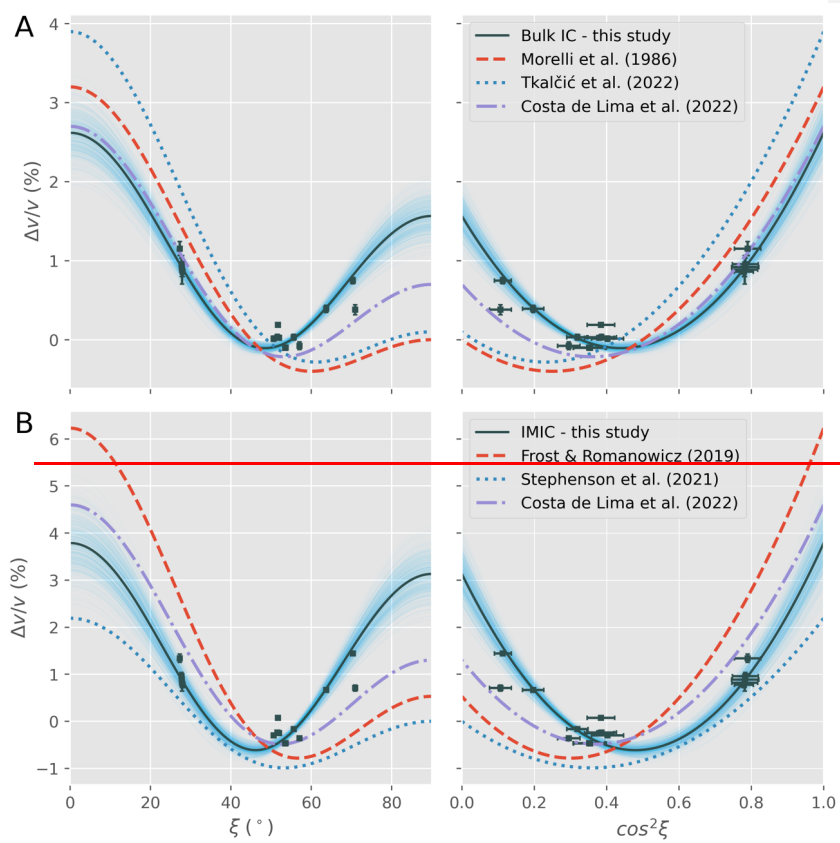 A
4
3
2
1
0
Δv/v (%)
Bulk IC - this study
Morelli et al. (1986)
Tkalčić et al. (2022)
Costa de Lima et al. (2022)
B
6
5
4
3
2
1
0
−1
Δv/v (%)
0 20 40 60 80
ξ (°)
IMIC - this study
Frost & Romanowicz (2019)
Stephenson et al. (2021)
Costa de Lima et al. (2022)
0.0 0.2 0.4 0.6 0.8 1.0
cos²ξ